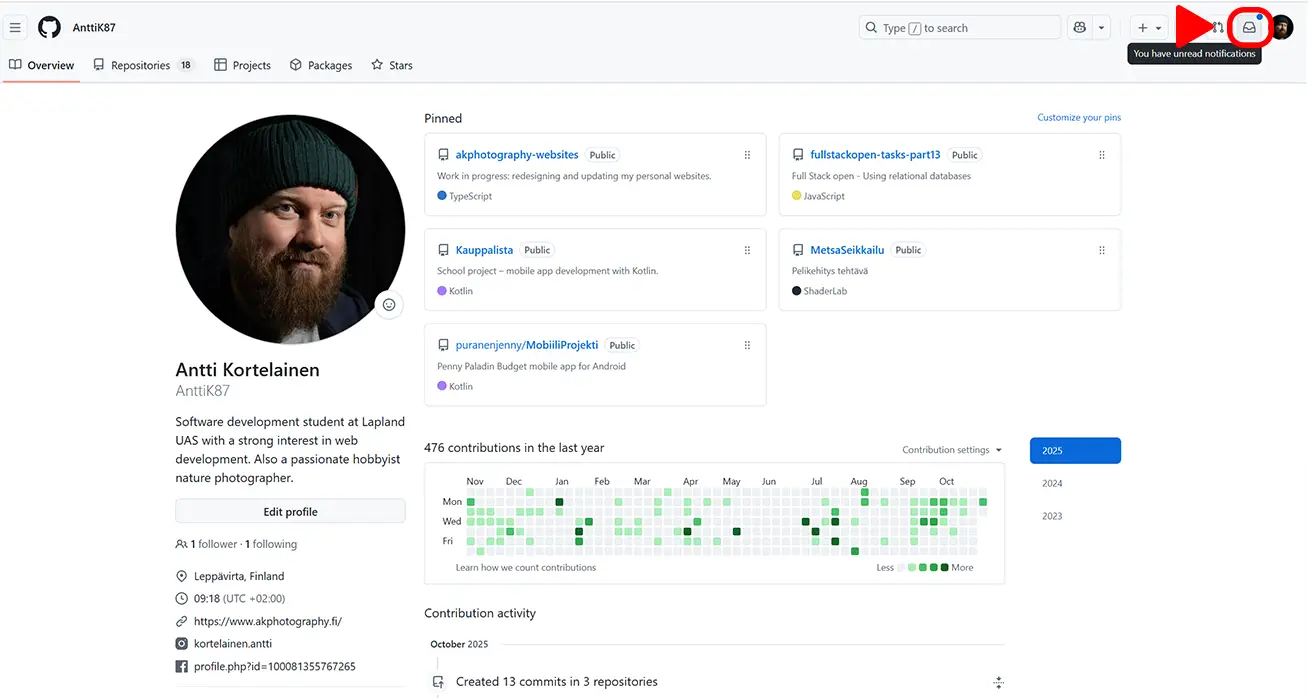 AnttiK87
Type / to search
You have unread notifications
Overview
Repositories 18
Projects
Packages
Stars
Antti Kortelainen
AnttiK87
Software development student at Lapland
UAS with a strong interest in web
development. Also a passionate hobbyist
nature photographer.
Edit profile
1 follower · 1 following
Leppävirta, Finland
09:18 (UTC +02:00)
https://www.akphotography.fi/
kortelainen.antti
profile.php?id=100081355767265
Pinned
Customize your pins
akphotography-websites Public
Work in progress: redesigning and updating my personal websites.
TypeScript
fullstackopen-tasks-part13 Public
Full Stack open - Using relational databases
JavaScript
Kauppalista Public
School project – mobile app development with Kotlin.
Kotlin
MetsaSeikkailu Public
Pelikehitys tehtävä
ShaderLab
puranenjenny/MobiiliProjekti Public
Penny Paladin Budget mobile app for Android
Kotlin
476 contributions in the last year
Contribution settings
2025
2024
2023
Nov Dec Jan Feb Mar Apr May Jun Jul Aug Sep Oct
Mon
Wed
Fri
Learn how we count contributions
Less More
Contribution activity
October 2025
Created 13 commits in 3 repositories